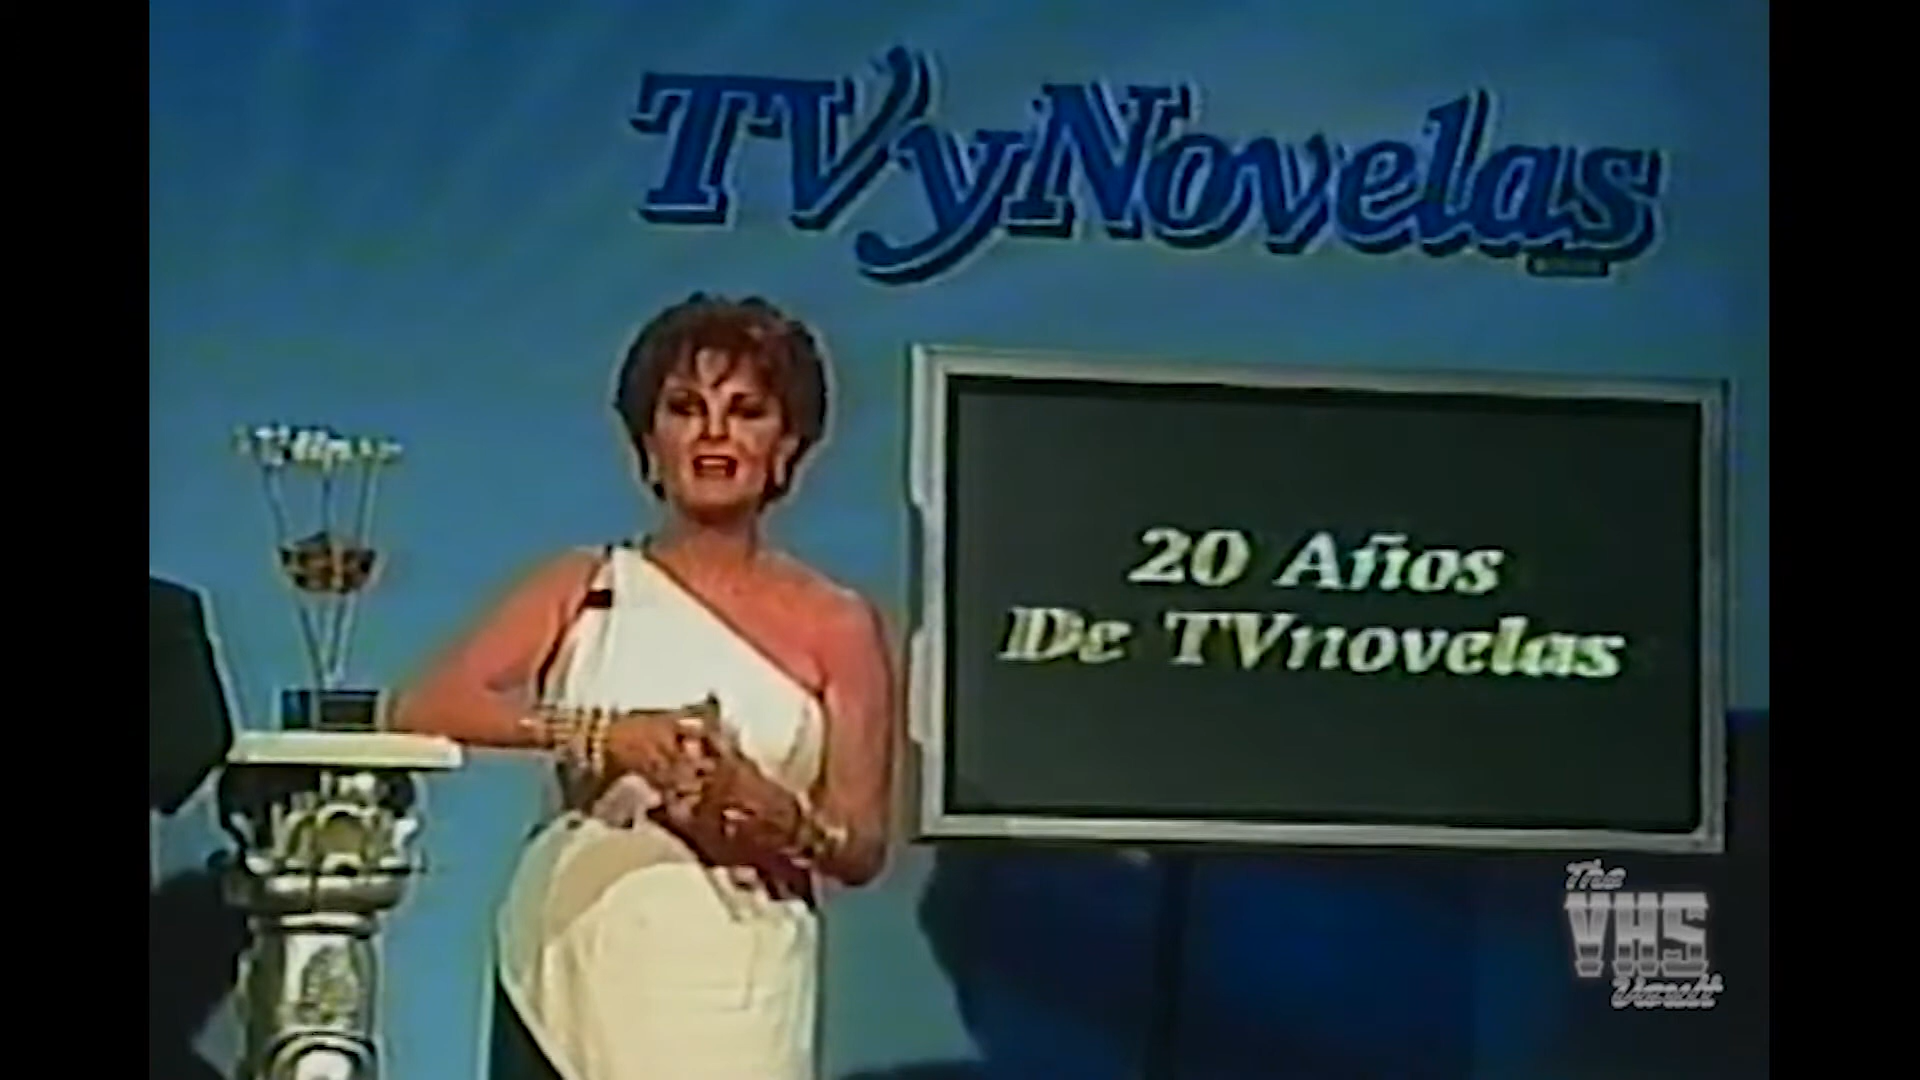 TVyNovelas
20 Años
De TVnovelas
The
VHS
Vault